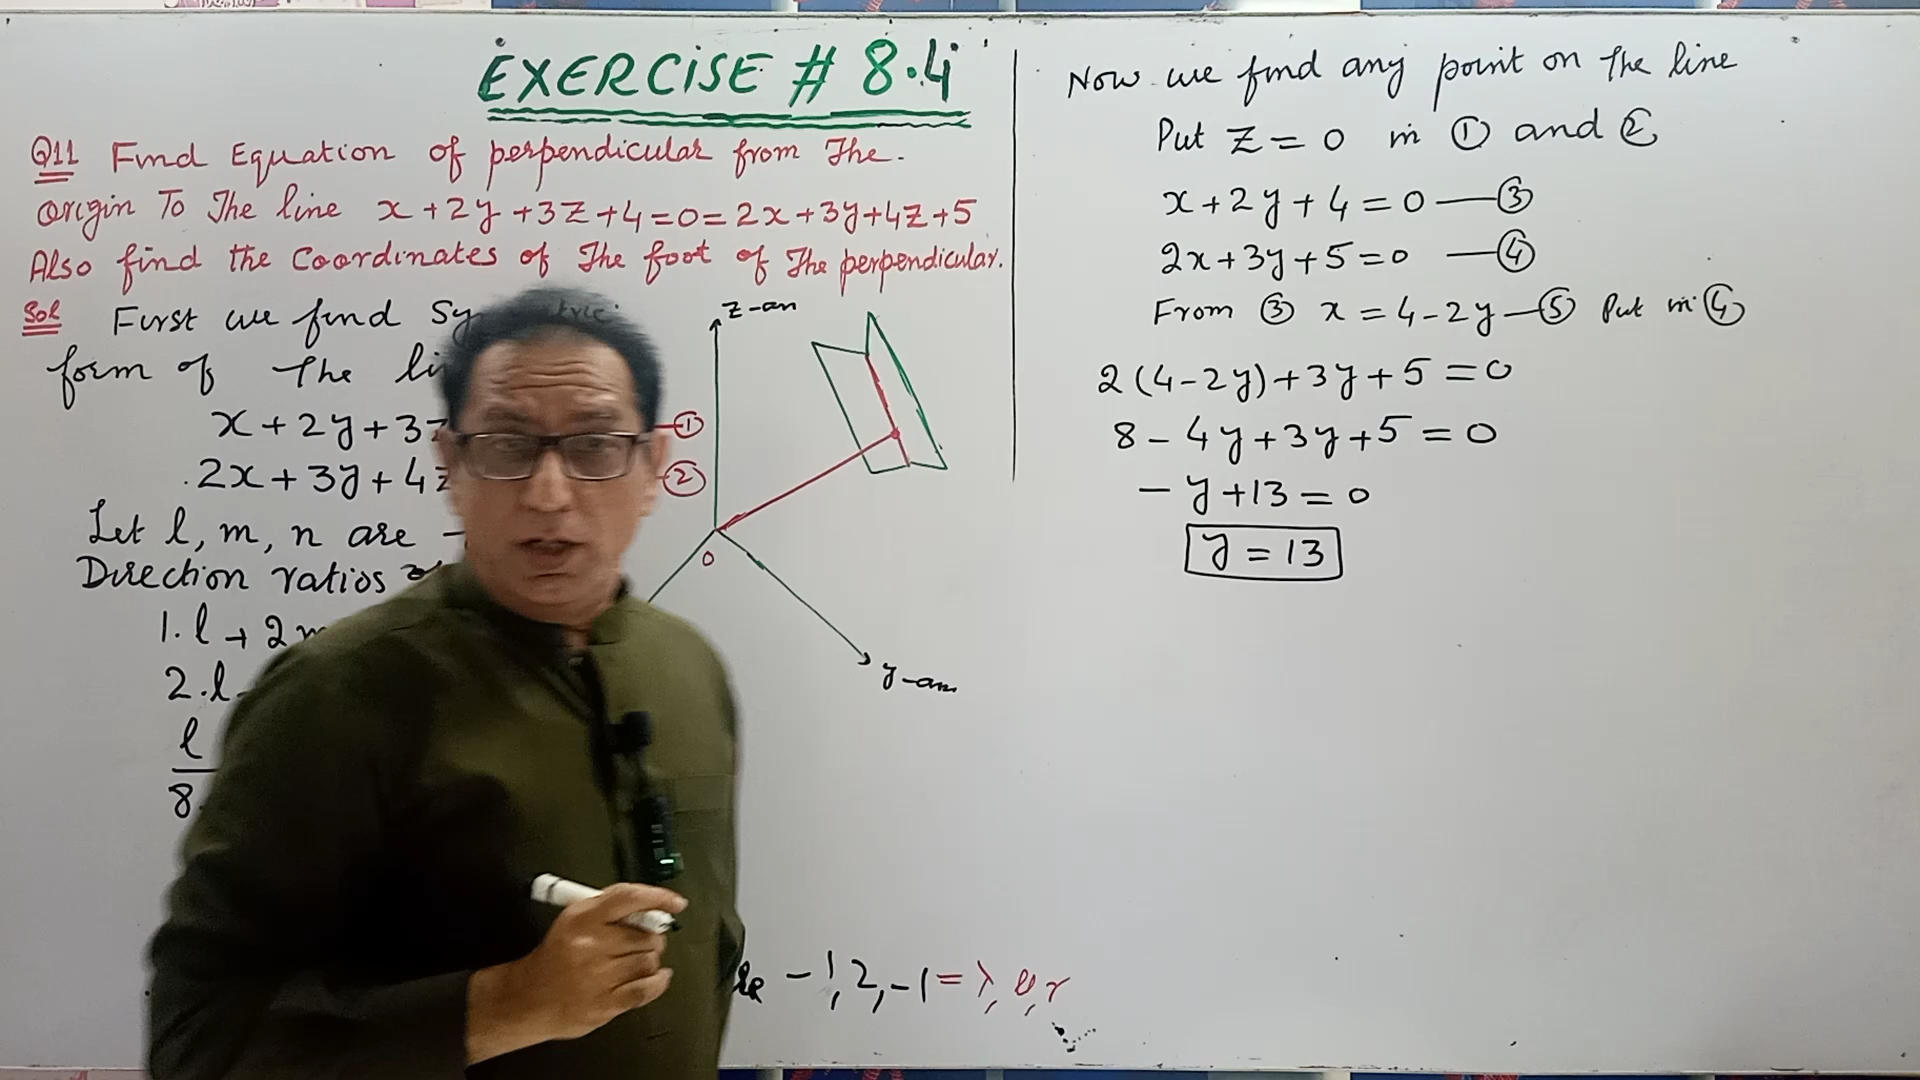 EXERCISE # 8.4
Q11 Find Equation of perpendicular from The
origin To The line x+2y+3z+4=0=2x+3y+4z+5
Also find the Coordinates of The foot of The perpendicular.
Sol First we find
form of The
x+2y+3z ①
2x+3y+4z ②
Let l, m, n are
Direction ratios
1.l + 2m
2.l
l
8
-1, 2, -1 = λ,
z-an
0
y-am
Now we find any point on The line
Put z = 0 in ① and ②
x+2y+4=0 —③
2x+3y+5=0 —④
From ③ x = 4-2y —⑤ Put in ④
2(4-2y)+3y+5=0
8-4y+3y+5=0
-y+13=0
y=13